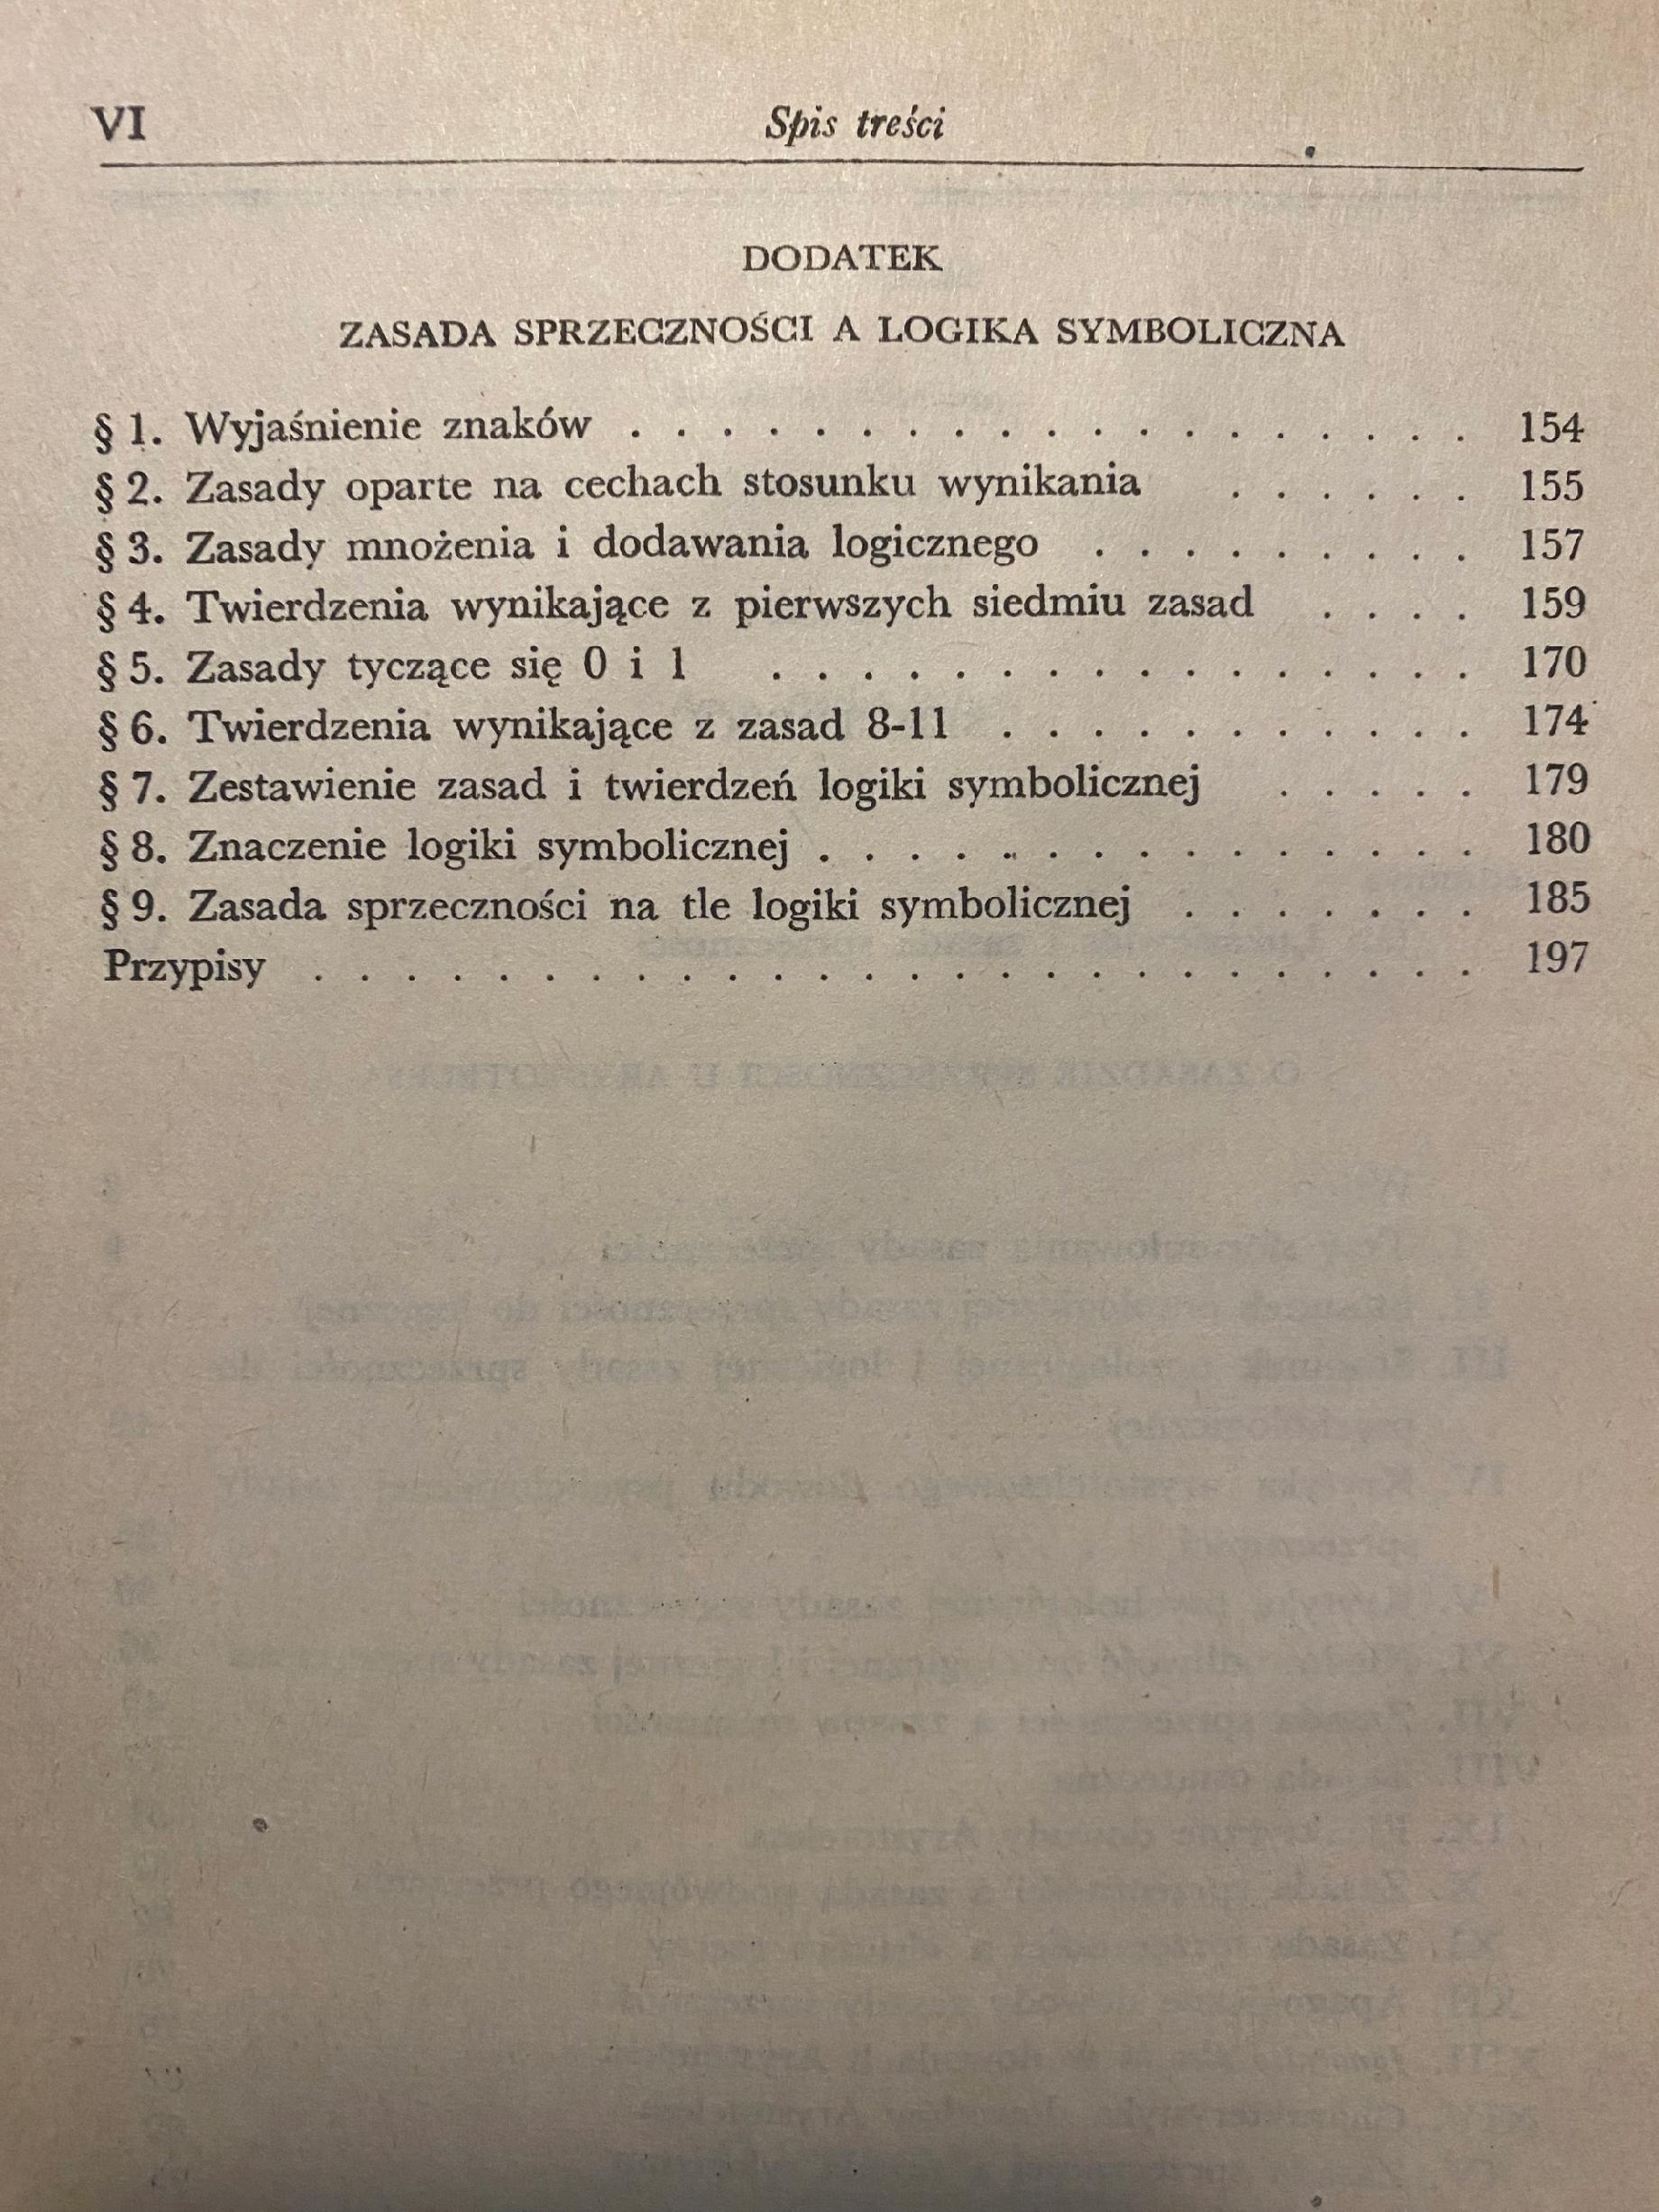 VI Spis treści
DODATEK
ZASADA SPRZECZNOŚCI A LOGIKA SYMBOLICZNA
§ 1. Wyjaśnienie znaków . . . . . . . . . . . . . . . . . . . 154
§ 2. Zasady oparte na cechach stosunku wynikania . . . . . . 155
§ 3. Zasady mnożenia i dodawania logicznego . . . . . . . . . 157
§ 4. Twierdzenia wynikające z pierwszych siedmiu zasad . . . . 159
§ 5. Zasady tyczące się 0 i 1 . . . . . . . . . . . . . . . . 170
§ 6. Twierdzenia wynikające z zasad 8-11 . . . . . . . . . . . 174
§ 7. Zestawienie zasad i twierdzeń logiki symbolicznej . . . . . 179
§ 8. Znaczenie logiki symbolicznej . . . . . . . . . . . . . . . 180
§ 9. Zasada sprzeczności na tle logiki symbolicznej . . . . . . . 185
Przypisy . . . . . . . . . . . . . . . . . . . . . . . . . . 197